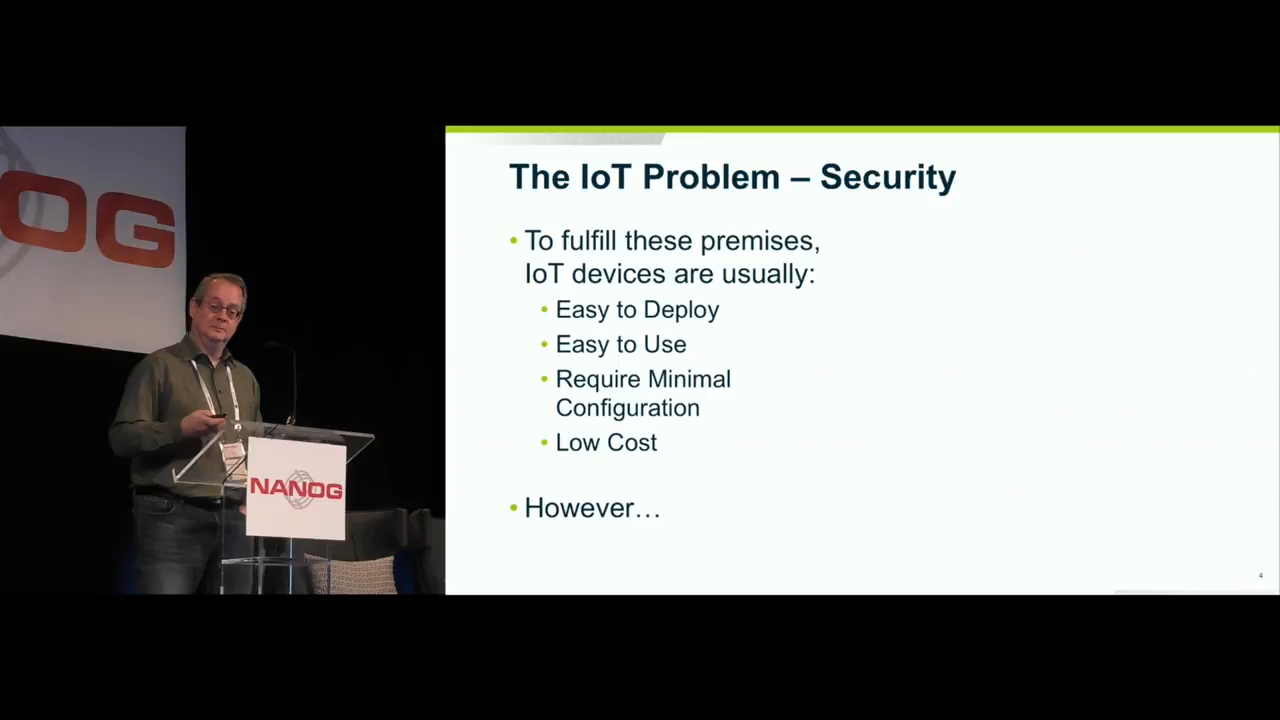 OG
NANOG
The IoT Problem – Security
• To fulfill these premises,
IoT devices are usually:
• Easy to Deploy
• Easy to Use
• Require Minimal
Configuration
• Low Cost
• However…
4